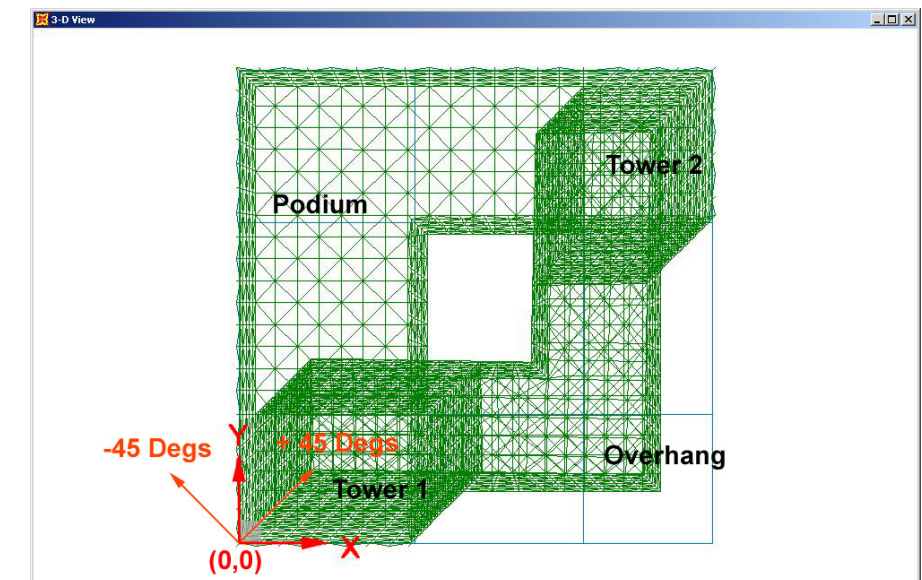 3-D View
Tower 2
Podium
Y
-45 Degs
+ 45 Degs
Overhang
Tower 1
X
(0,0)